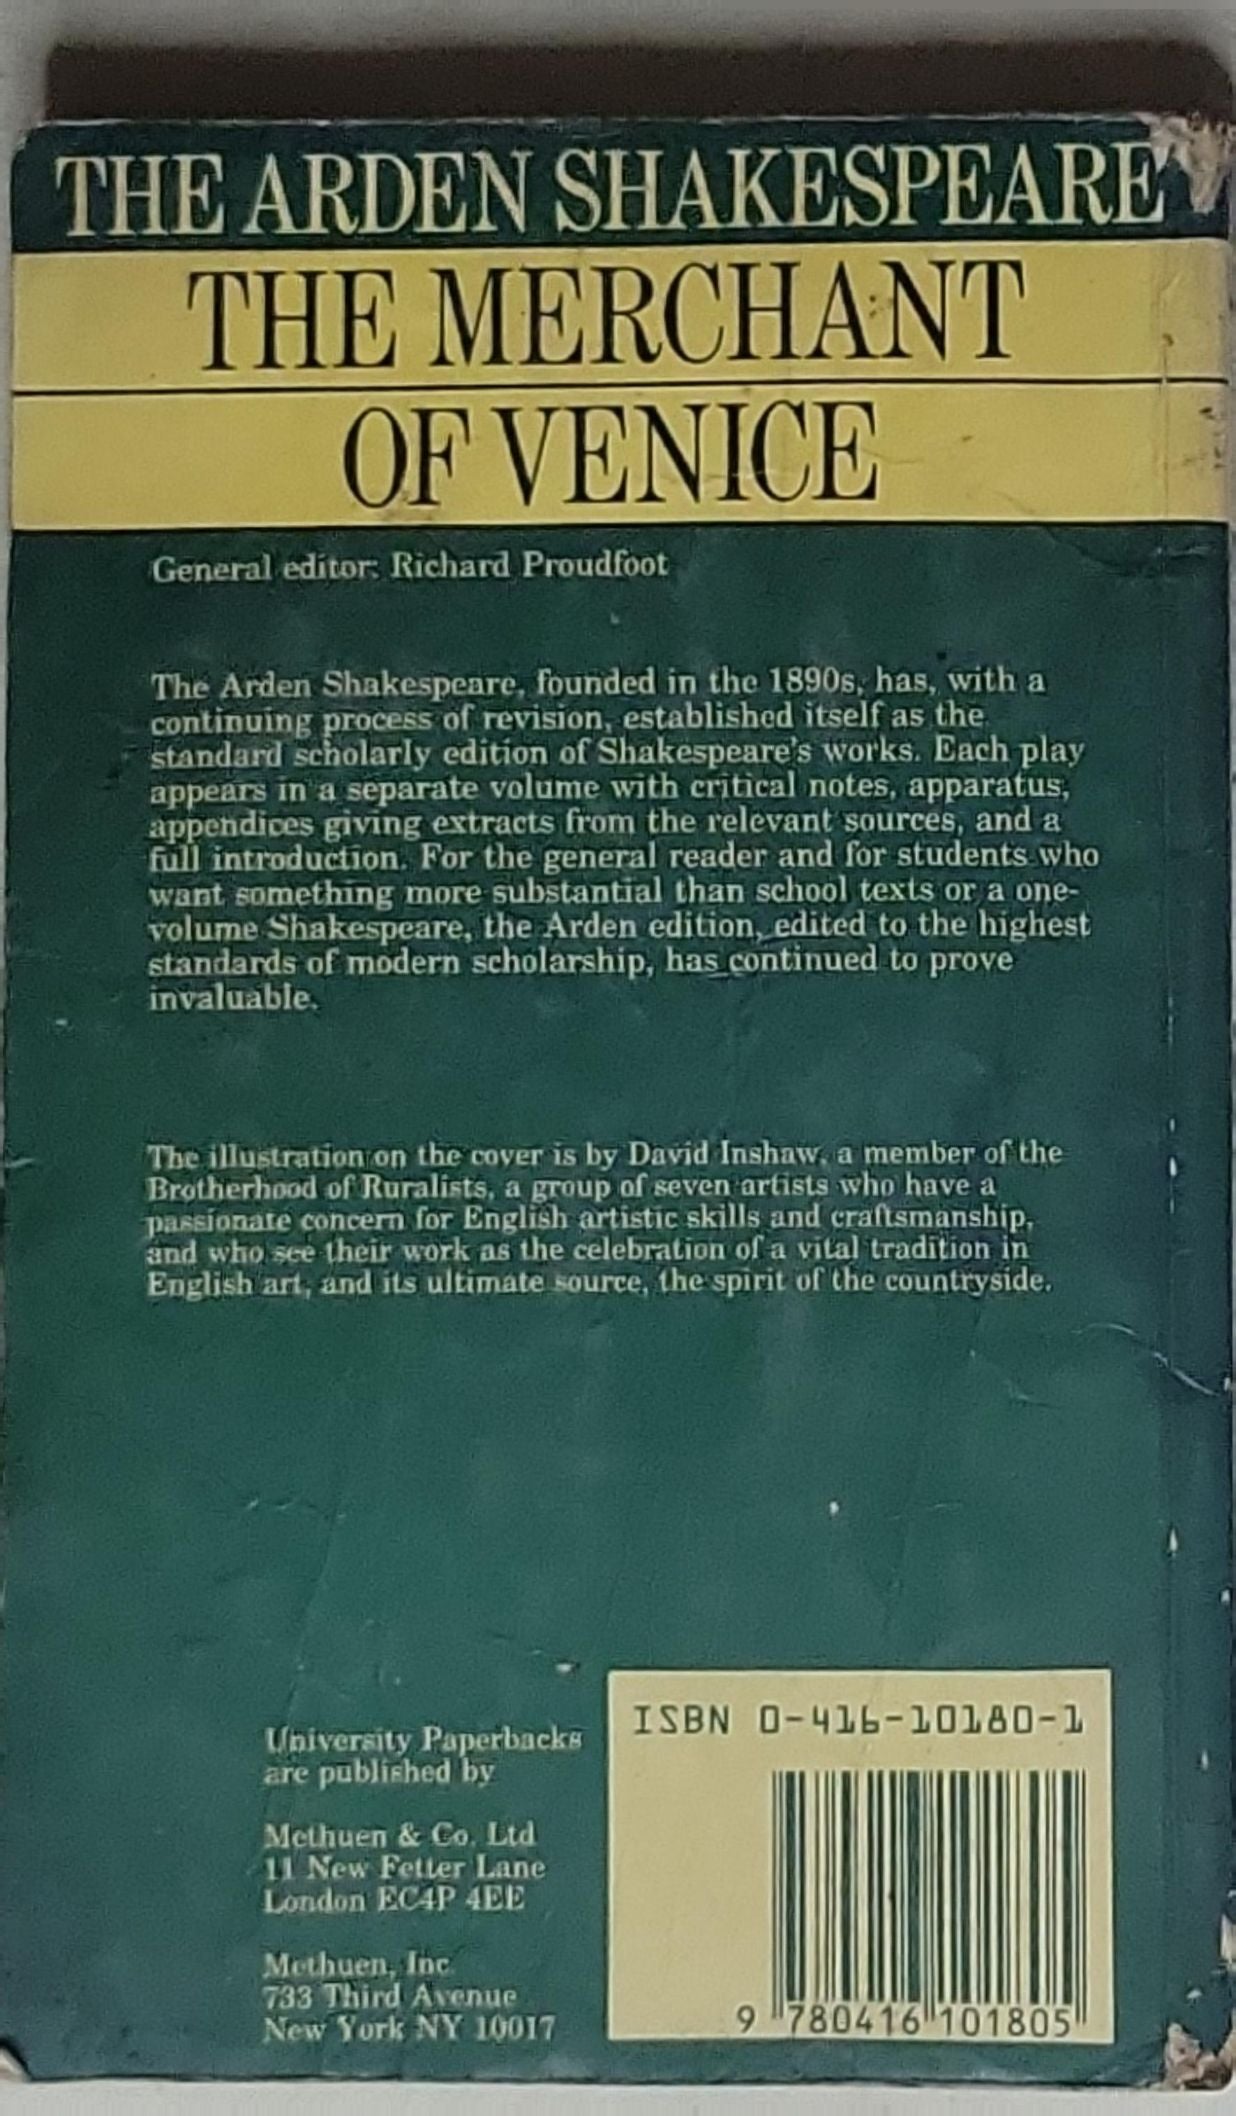 THE ARDEN SHAKESPEARE
THE MERCHANT
OF VENICE
General editor: Richard Proudfoot
The Arden Shakespeare, founded in the 1890s, has, with a
continuing process of revision, established itself as the
standard scholarly edition of Shakespeare's works. Each play
appears in a separate volume with critical notes, apparatus,
appendices giving extracts from the relevant sources, and a
full introduction. For the general reader and for students who
want something more substantial than school texts or a one-
volume Shakespeare, the Arden edition, edited to the highest
standards of modern scholarship, has continued to prove
invaluable.
The illustration on the cover is by David Inshaw, a member of the
Brotherhood of Ruralists, a group of seven artists who have a
passionate concern for English artistic skills and craftsmanship,
and who see their work as the celebration of a vital tradition in
English art, and its ultimate source, the spirit of the countryside.
University Paperbacks
are published by
Methuen & Co. Ltd
11 New Fetter Lane
London EC4P 4EE
Methuen, Inc.
733 Third Avenue
New York NY 10017
ISBN 0-416-10180-1
9 780416 101805